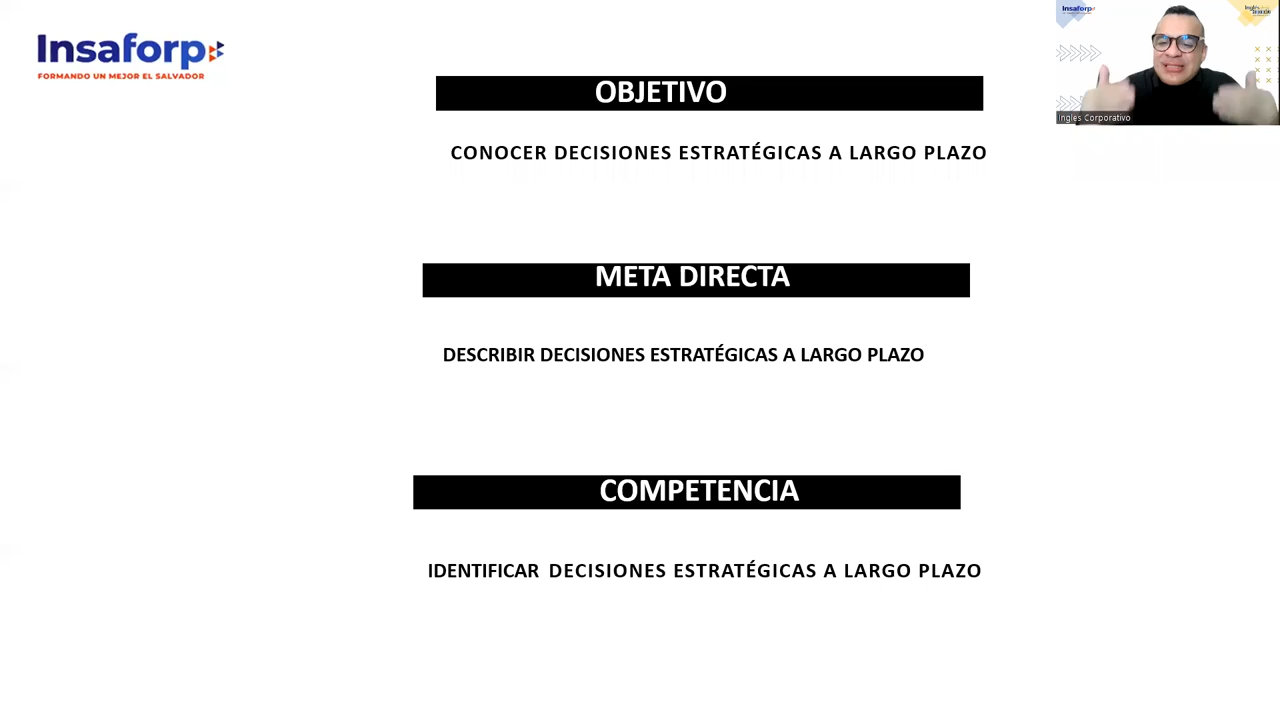 Insaforp
FORMANDO UN MEJOR EL SALVADOR
OBJETIVO
CONOCER DECISIONES ESTRATÉGICAS A LARGO PLAZO
META DIRECTA
DESCRIBIR DECISIONES ESTRATÉGICAS A LARGO PLAZO
COMPETENCIA
IDENTIFICAR DECISIONES ESTRATÉGICAS A LARGO PLAZO
Insaforp
Ingles Corporativo